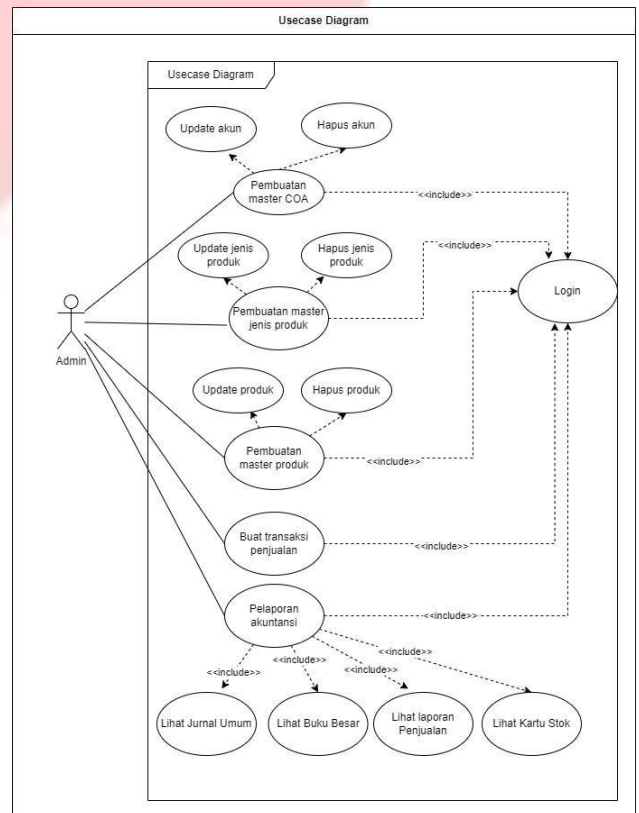 Usecase Diagram
Usecase Diagram
Update akun
Hapus akun
Pembuatan
master COA
<<include>>
Update jenis
produk
Hapus jenis
produk
<<include>>
Login
Pembuatan master
jenis produk
Admin
Update produk
Hapus produk
Pembuatan
master produk
<<include>>
Buat transaksi
penjualan
<<include>>
Pelaporan
akuntansi
<<include>>
<<include>>
<<include>>
<<include>>
Lihat Jurnal Umum
Lihat Buku Besar
Lihat laporan
Penjualan
Lihat Kartu Stok